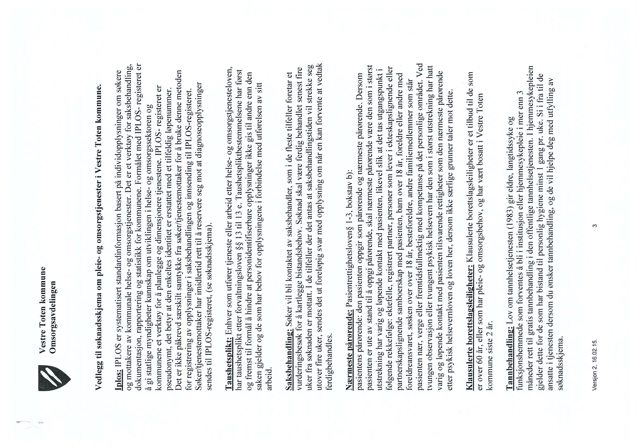 Vestre Toten kommune
Omsorgsavdelingen
Vedlegg til søknadsskjema om pleie- og omsorgstjenester i Vestre Toten kommune.
Iplos: IPLOS er systematisert standardinformasjon basert på individopplysninger om søkere
og mottakere av kommunale helse- og omsorgstjenester. Det er et verktøy for saksbehandling,
dokumentasjon, rapportering og statistikk for kommunene. Formålet med IPLOS- registeret er
å gi statlige myndigheter kunnskap om utviklingen i helse- og omsorgssektoren og
kommunene et verktøy for å planlegge og dimensjonere tjenestene. IPLOS- registeret er
pseudonymt, det betyr at den enkeltes identitet er erstattet med et tilfeldig løpenummer.
Det er ikke påkrevd særskilt samtykke fra søker/tjenestemottaker for å bruke denne metoden
for registrering av opplysninger i saksbehandlingen og innsending til IPLOS-registeret.
Søker/tjenestemottaker har imidlertid rett til å reservere seg mot at diagnoseopplysninger
sendes til IPLOS-registeret, (se søknadsskjema).
Taushetsplikt: Enhver som utfører tjeneste eller arbeid etter helse- og omsorgstjenesteloven,
har taushetsplikt etter forvaltningsloven §§ 13 til 13 e. Taushetspliktbestemmelsene har først
og fremst til formål å hindre at personidentifiserbare opplysninger ikke gis til andre enn den
saken gjelder og de som har behov for opplysningene i forbindelse med utførelsen av sitt
arbeid.
Saksbehandling: Søker vil bli kontaktet av saksbehandler, som i de fleste tilfeller foretar et
vurderingsbesøk for å kartlegge bistandsbehov. Søknad skal være ferdig behandlet senest fire
uker fra søknaden er mottatt. I de tilfeller der det antas at saksbehandlingstiden vil strekke seg
utover fire uker, sendes det ut foreløpig svar med opplysning om når en kan forvente at vedtak
Nærmeste pårørende: Pasientrettighetsloven§ 1-3, bokstav b):
pasientens pårørende: den pasienten oppgir som pårørende og nærmeste pårørende. Dersom
pasienten er ute av stand til å oppgi pårørende, skal nærmeste pårørende være den som i størst
utstrekning har varig og løpende kontakt med pasienten, likevel slik at det tas utgangspunkt i
følgende rekkefølge: ektefelle, registrert partner, personer som lever i ekteskapslignende eller
partnerskapslignende samboerskap med pasienten, barn over 18 år, foreldre eller andre med
foreldreansvaret, søsken over over 18 år, besteforeldre, andre familiemedlemmer som står
pasienten nær, verge eller fremtidsfullmektig med kompetanse på det personlige området. Ved
tvungen observasjon eller tvungent psykisk helsevern har den som i størst utstrekning har hatt
varig og løpende kontakt med pasienten tilsvarende rettigheter som den nærmeste pårørende
etter psykisk helsevernloven og loven her, dersom ikke særlige grunner taler mot dette.
Klausulerte borettslagsleiligheter: Klausulerte borettslagsleiligheter er et tilbud til de som
er over 60 år, eller som har pleie- og omsorgsbehov, og har vært bosatt i Vestre Toten
kommune siste 2 år.
Tannbehandling: Lov om tannhelsetjenesten (1983) gir eldre, langtidssyke og
funksjonshemmede som forventes å bli i institusjon eller hjemmesykepleie i mer enn 3
måneder rett til gratis tannbehandling i den offentlige tannhelsetjenesten. I hjemmesykepleien
gjelder dette for de som har bistand til personlig hygiene minst 1 gang pr. uke. Si i fra til de
ansatte i tjenesten dersom du ønsker tannbehandling, og de vil hjelpe deg med utfylling av
søknadsskjema.
Versjon 2, 16.02.15.
3